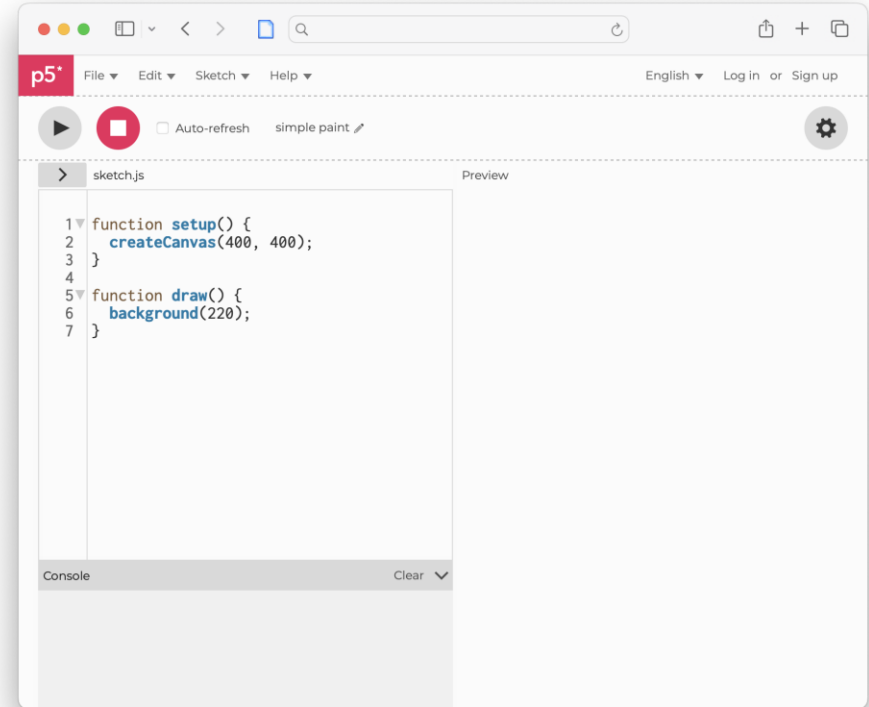 p5*
File Edit Sketch Help English Log in or Sign up
Auto-refresh simple paint
sketch.js Preview
1 function setup() {
2   createCanvas(400, 400);
3 }
4
5 function draw() {
6   background(220);
7 }
Console Clear